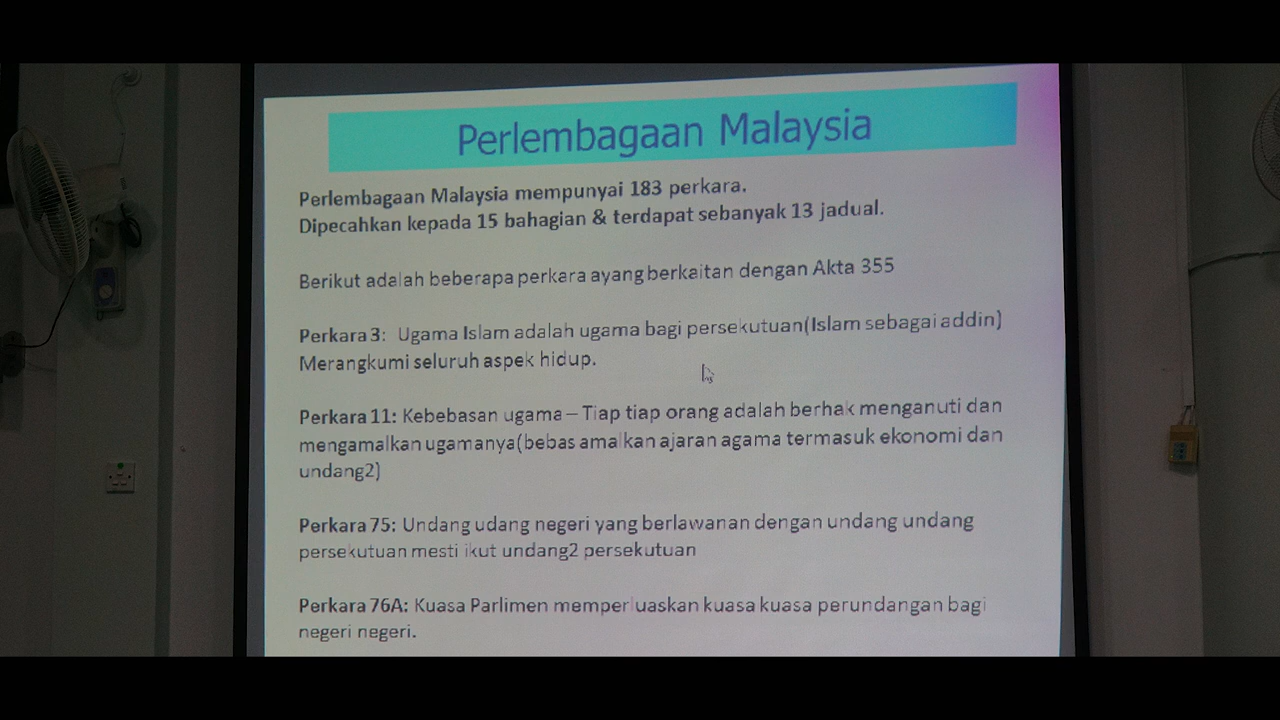 Perlembagaan Malaysia
Perlembagaan Malaysia mempunyai 183 perkara.
Dipecahkan kepada 15 bahagian & terdapat sebanyak 13 jadual.
Berikut adalah beberapa perkara ayang berkaitan dengan Akta 355
Perkara 3: Ugama Islam adalah ugama bagi persekutuan(Islam sebagai addin)
Merangkumi seluruh aspek hidup.
Perkara 11: Kebebasan ugama – Tiap tiap orang adalah berhak menganuti dan
mengamalkan ugamanya(bebas amalkan ajaran agama termasuk ekonomi dan
undang2)
Perkara 75: Undang udang negeri yang berlawanan dengan undang undang
persekutuan mesti ikut undang2 persekutuan
Perkara 76A: Kuasa Parlimen memperluaskan kuasa kuasa perundangan bagi
negeri negeri.